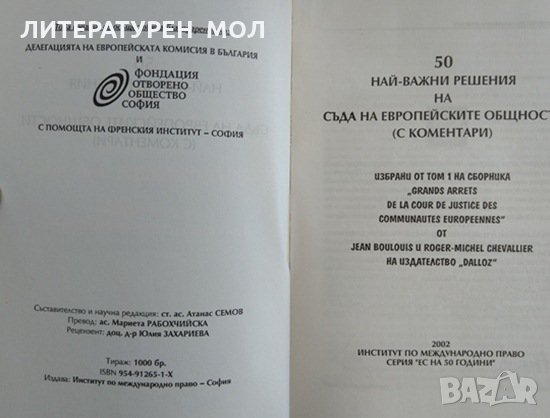 ЛИТЕРАТУРЕН МОЛ
ДЕЛЕГАЦИЯТА НА ЕВРОПЕЙСКАТА КОМИСИЯ В БЪЛГАРИЯ
И
ФОНДАЦИЯ
ОТВОРЕНО
ОБЩЕСТВО
СОФИЯ
С ПОМОЩТА НА ФРЕНСКИЯ ИНСТИТУТ – СОФИЯ
Съставителство и научна редакция: ст. ас. Атанас СЕМОВ
Превод: ас. Мариета РАБОХЧИЙСКА
Рецензент: доц. д-р Юлия ЗАХАРИЕВА
Тираж: 1000 бр.
ISBN 954-91265-1-X
Издава: Институт по международно право – София
50
НАЙ-ВАЖНИ РЕШЕНИЯ
НА
СЪДА НА ЕВРОПЕЙСКИТЕ ОБЩНОСТ
(С КОМЕНТАРИ)
ИЗБРАНИ ОТ ТОМ 1 НА СБОРНИКА
„GRANDS ARRETS
DE LA COUR DE JUSTICE DES
COMMUNAUTES EUROPEENNES"
ОТ
JEAN BOULOUIS И ROGER-MICHEL CHEVALLIER
НА ИЗДАТЕЛСТВО „DALLOZ"
2002
ИНСТИТУТ ПО МЕЖДУНАРОДНО ПРАВО
СЕРИЯ "ЕС НА 50 ГОДИНИ"
BAZAR